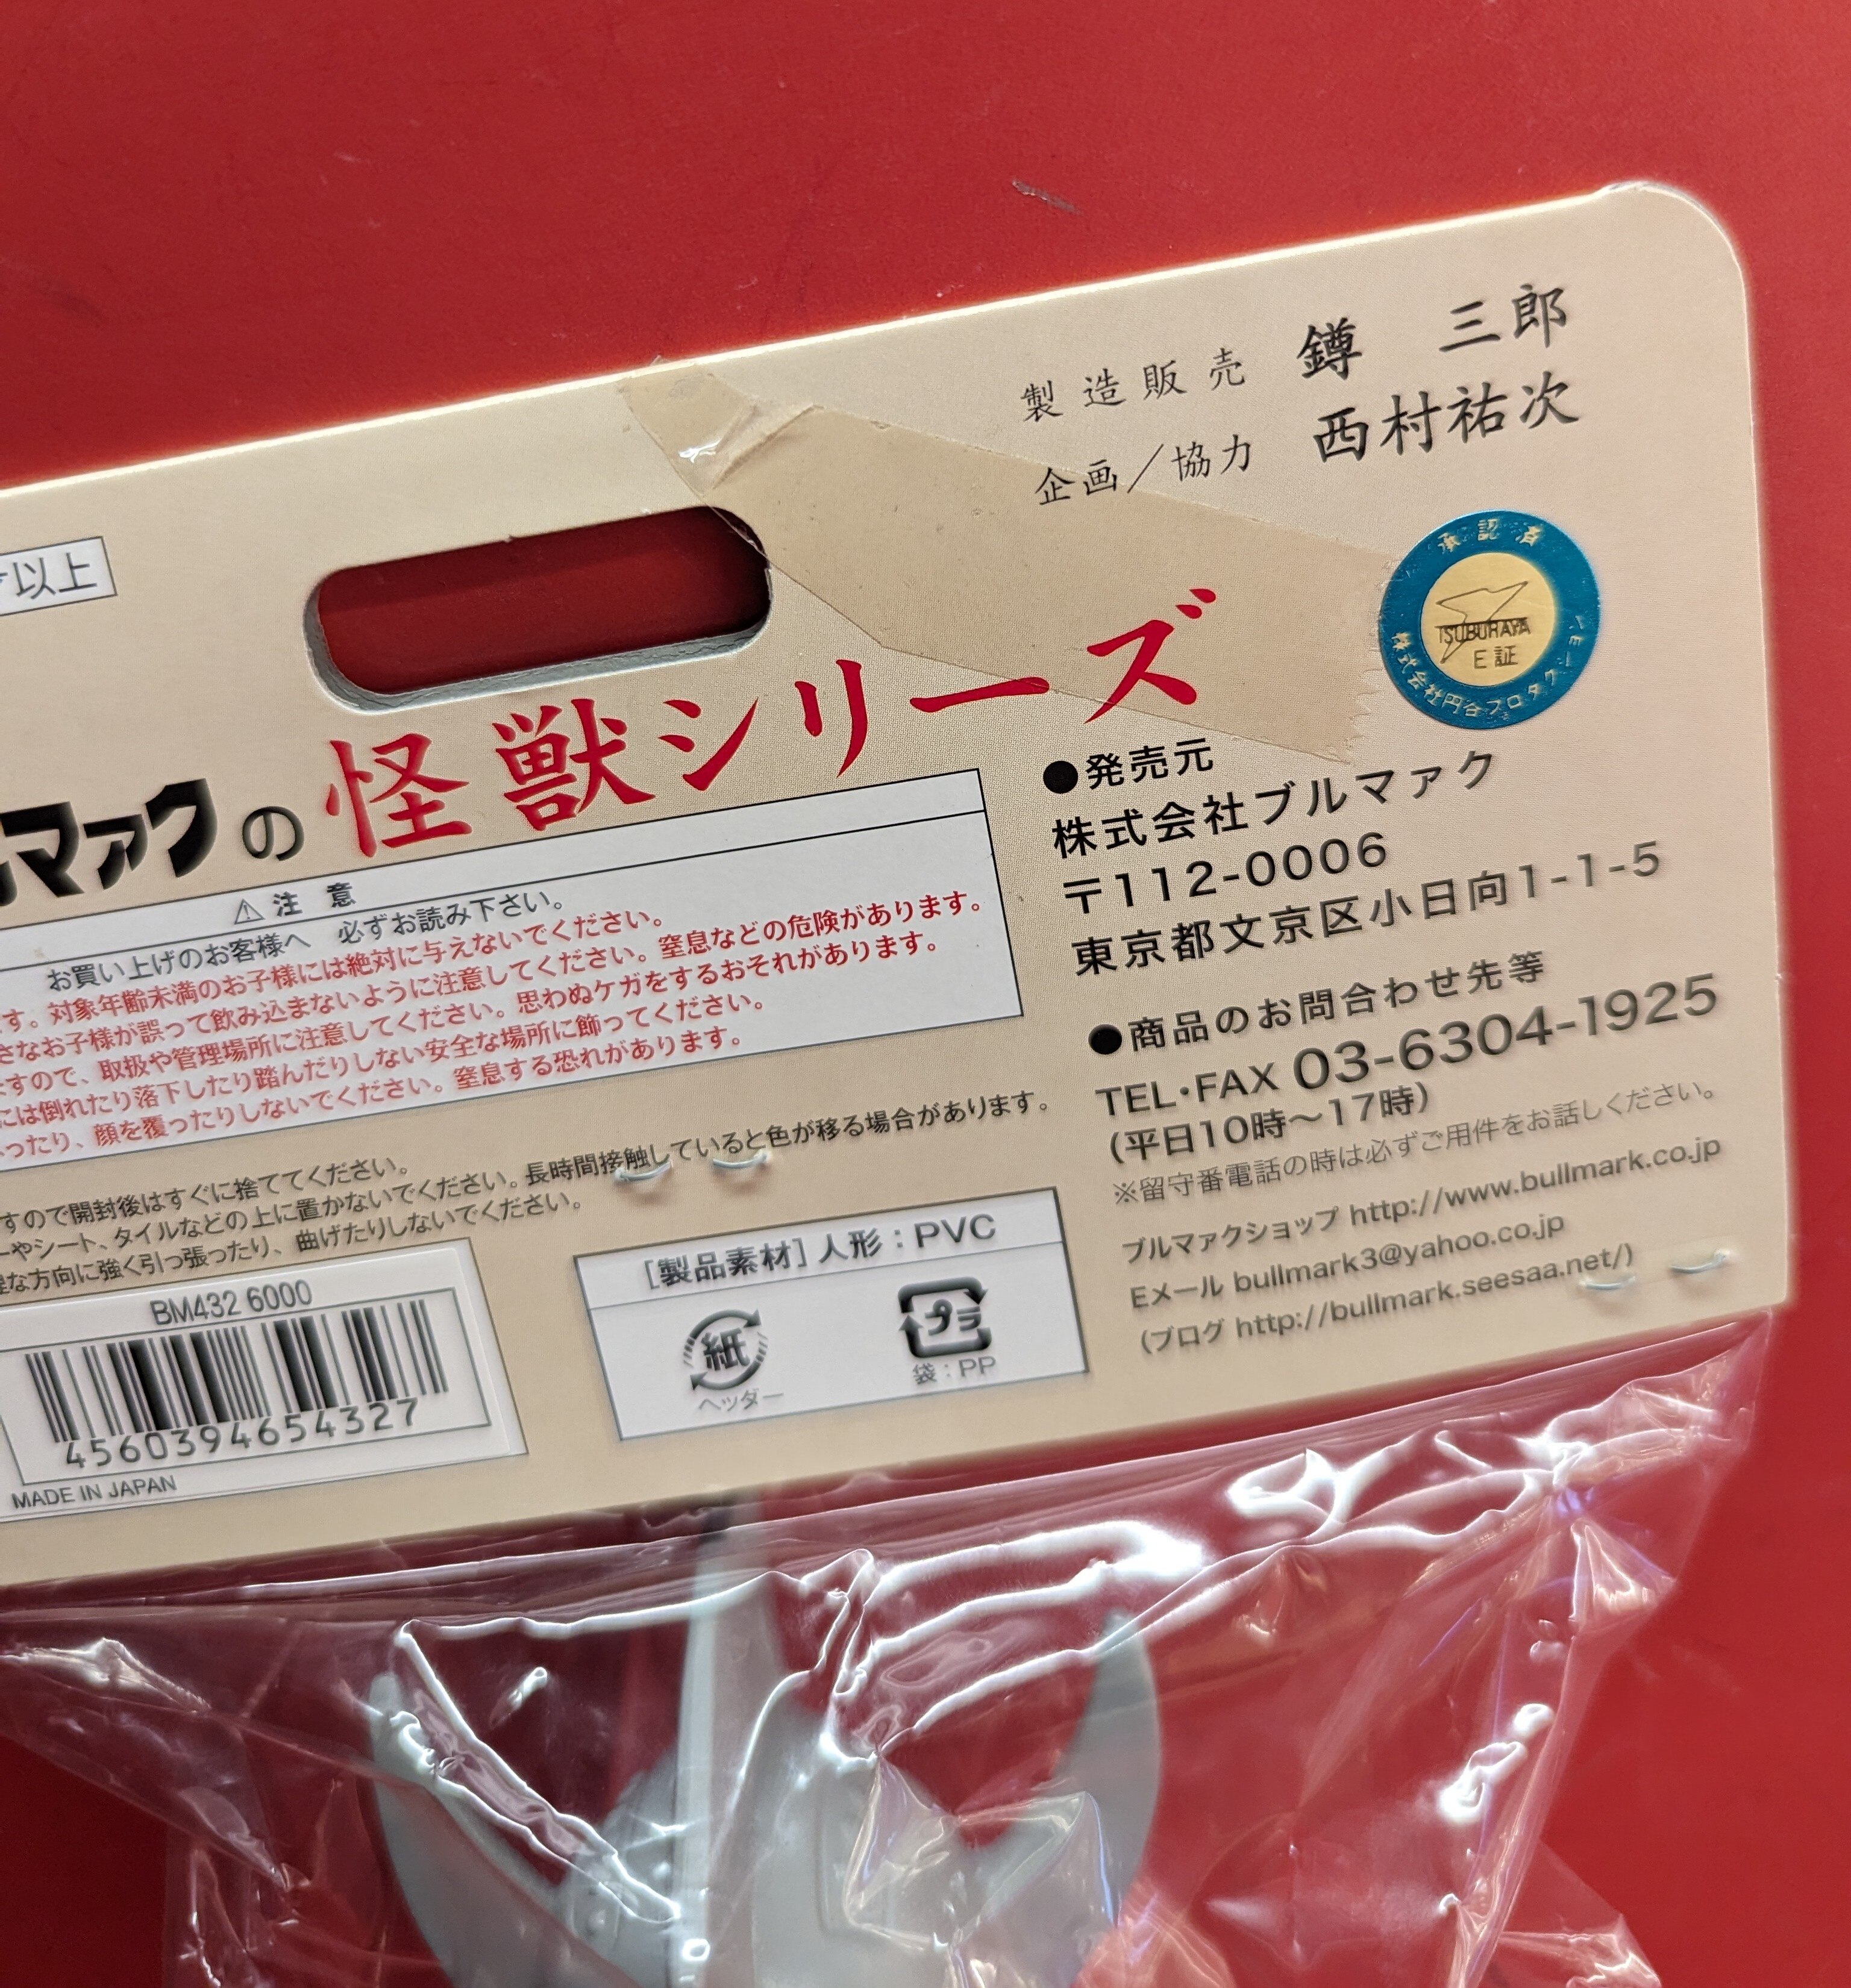 製造販売 鐏 三郎
企画/協力 西村祐次
以上
承認済
TSUBURAYA
E証
株式会社円谷プロダクション
マァクの怪獣シリーズ
⚠注 意
お買い上げのお客様へ 必ずお読み下さい。
す。対象年齢未満のお子様には絶対に与えないでください。
さなお子様が誤って飲み込まないように注意してください。窒息などの危険があります。
ますので、取扱や管理場所に注意してください。思わぬケガをするおそれがあります。
には倒れたり落下したり踏んだりしない安全な場所に飾ってください。
ったり、顔を覆ったりしないでください。窒息する恐れがあります。
すので開封後はすぐに捨ててください。
ーやシート、タイルなどの上に置かないでください。長時間接触していると色が移る場合があります。
な方向に強く引っ張ったり、曲げたりしないでください。
BM432 6000
4560394654327
MADE IN JAPAN
[製品素材] 人形:PVC
紙
ヘッダー
プラ
袋:PP
●発売元
株式会社ブルマァク
〒112-0006
東京都文京区小日向1-1-5
●商品のお問合わせ先等
TEL・FAX 03-6304-1925
(平日10時〜17時)
※留守番電話の時は必ずご用件をお話しください。
ブルマァクショップ http://www.bullmark.co.jp
Eメール bullmark3@yahoo.co.jp
(ブログ http://bullmark.seesaa.net/)